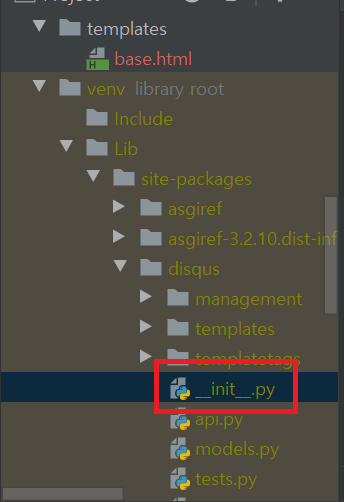 templates
base.html
venv library root
Include
Lib
site-packages
asgiref
asgiref-3.2.10.dist-inf
disqus
management
templates
templatetags
__init__.py
api.py
models.py
tests.py